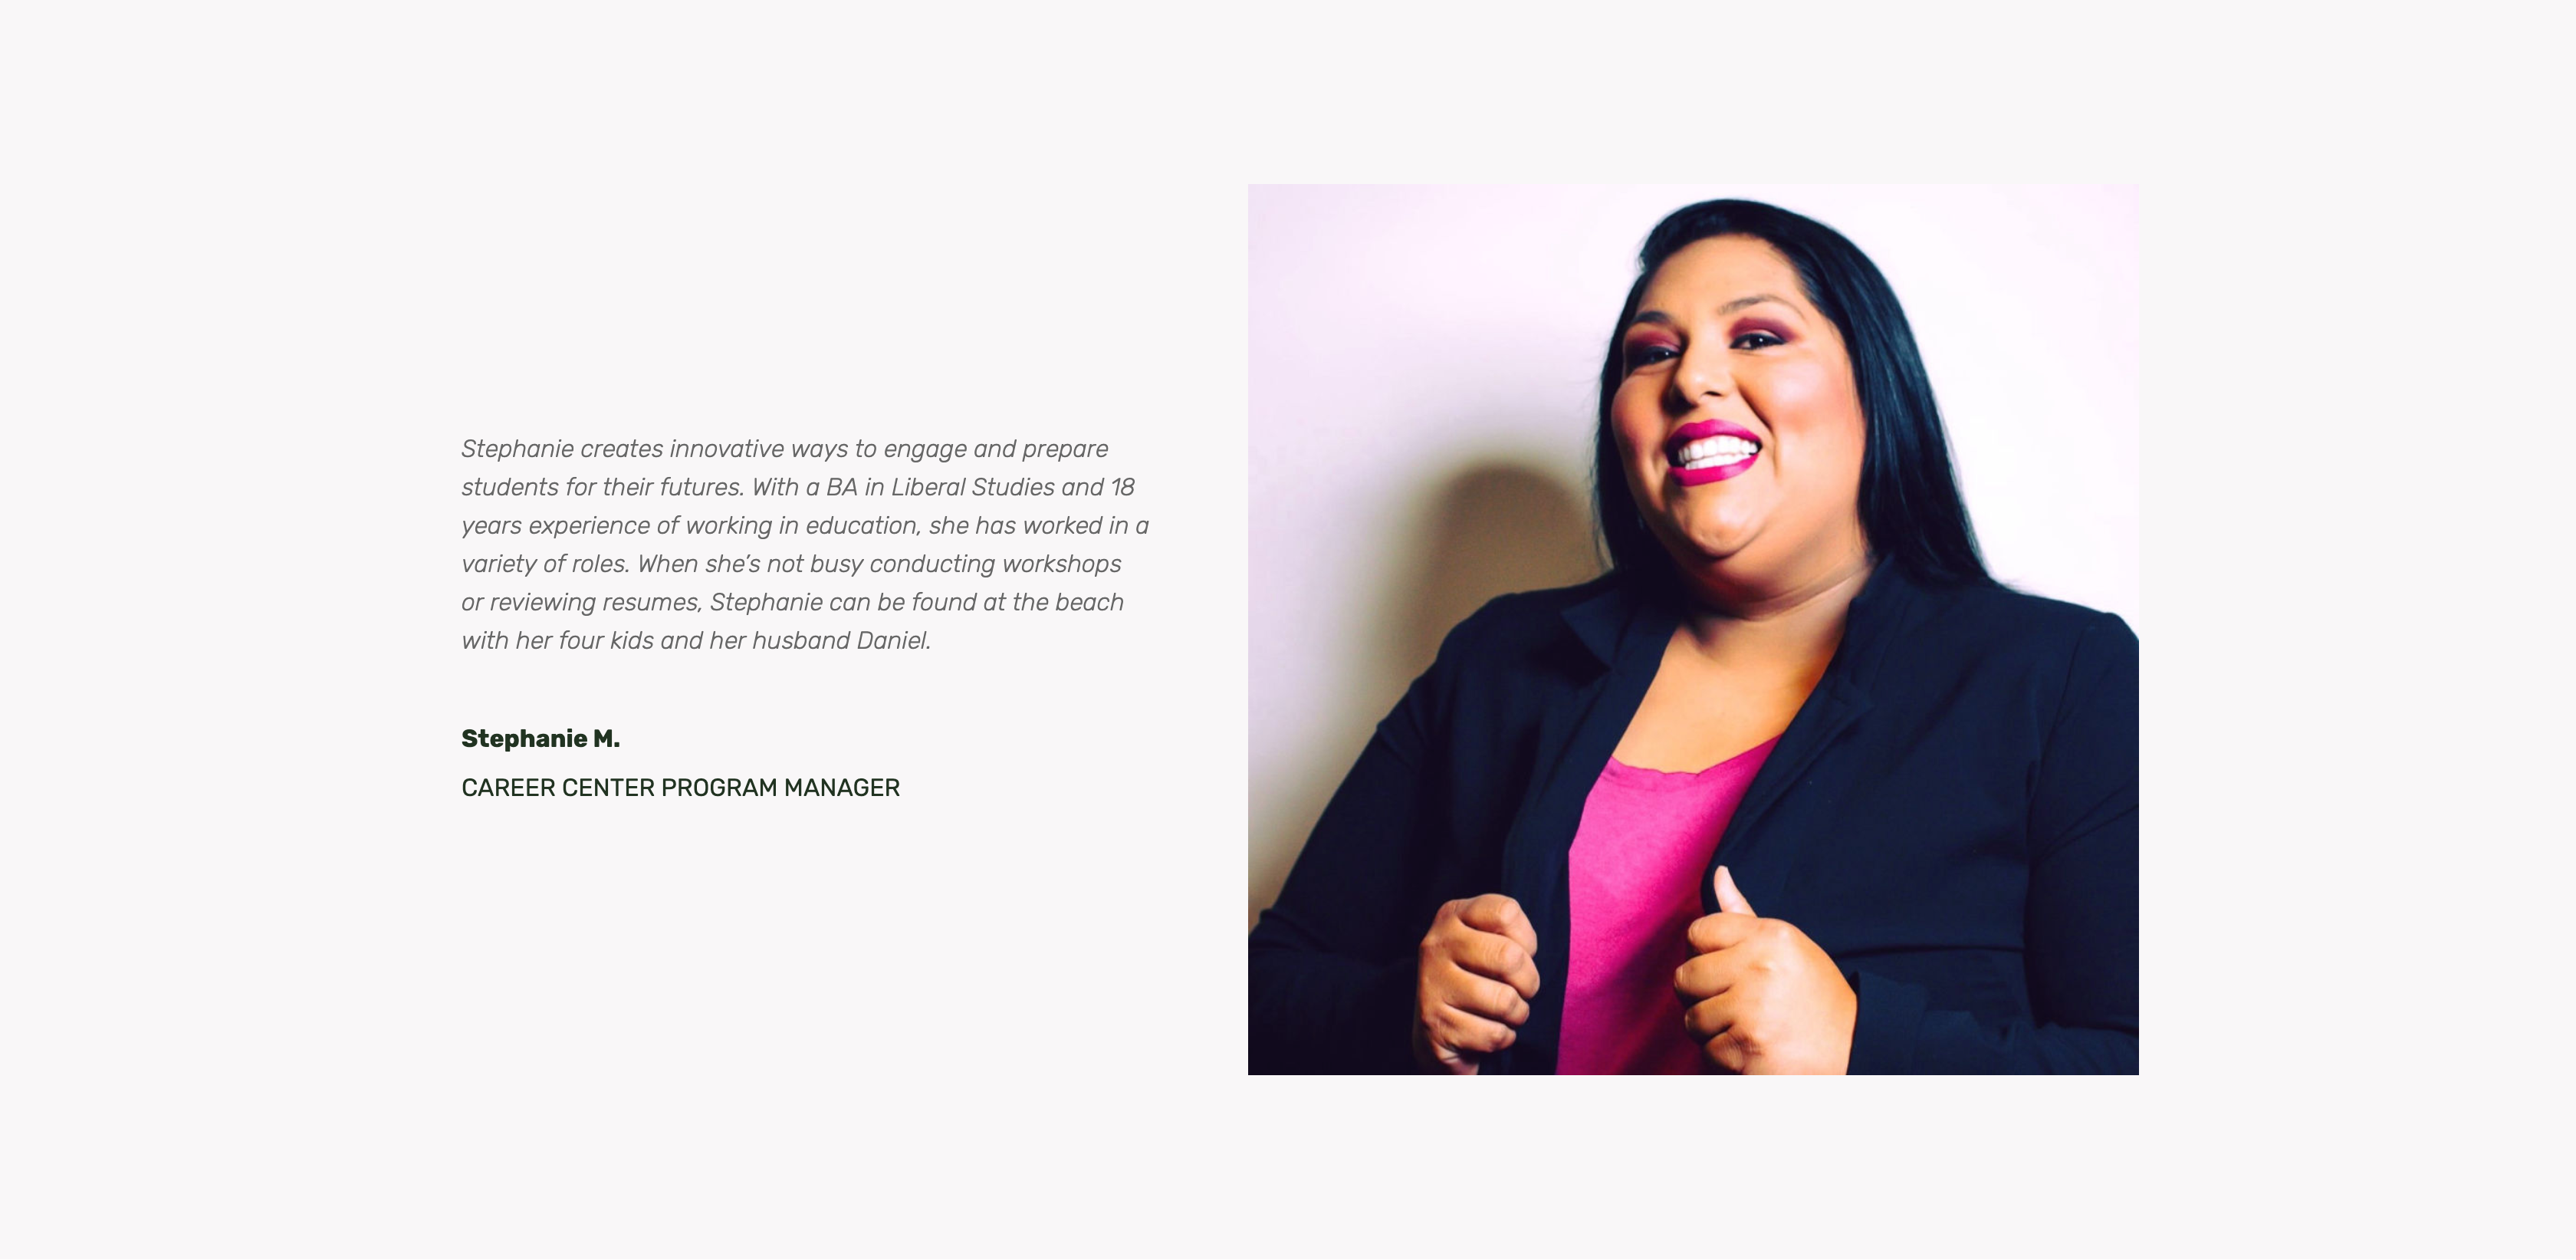 Stephanie creates innovative ways to engage and prepare
students for their futures. With a BA in Liberal Studies and 18
years experience of working in education, she has worked in a
variety of roles. When she’s not busy conducting workshops
or reviewing resumes, Stephanie can be found at the beach
with her four kids and her husband Daniel.
Stephanie M.
CAREER CENTER PROGRAM MANAGER